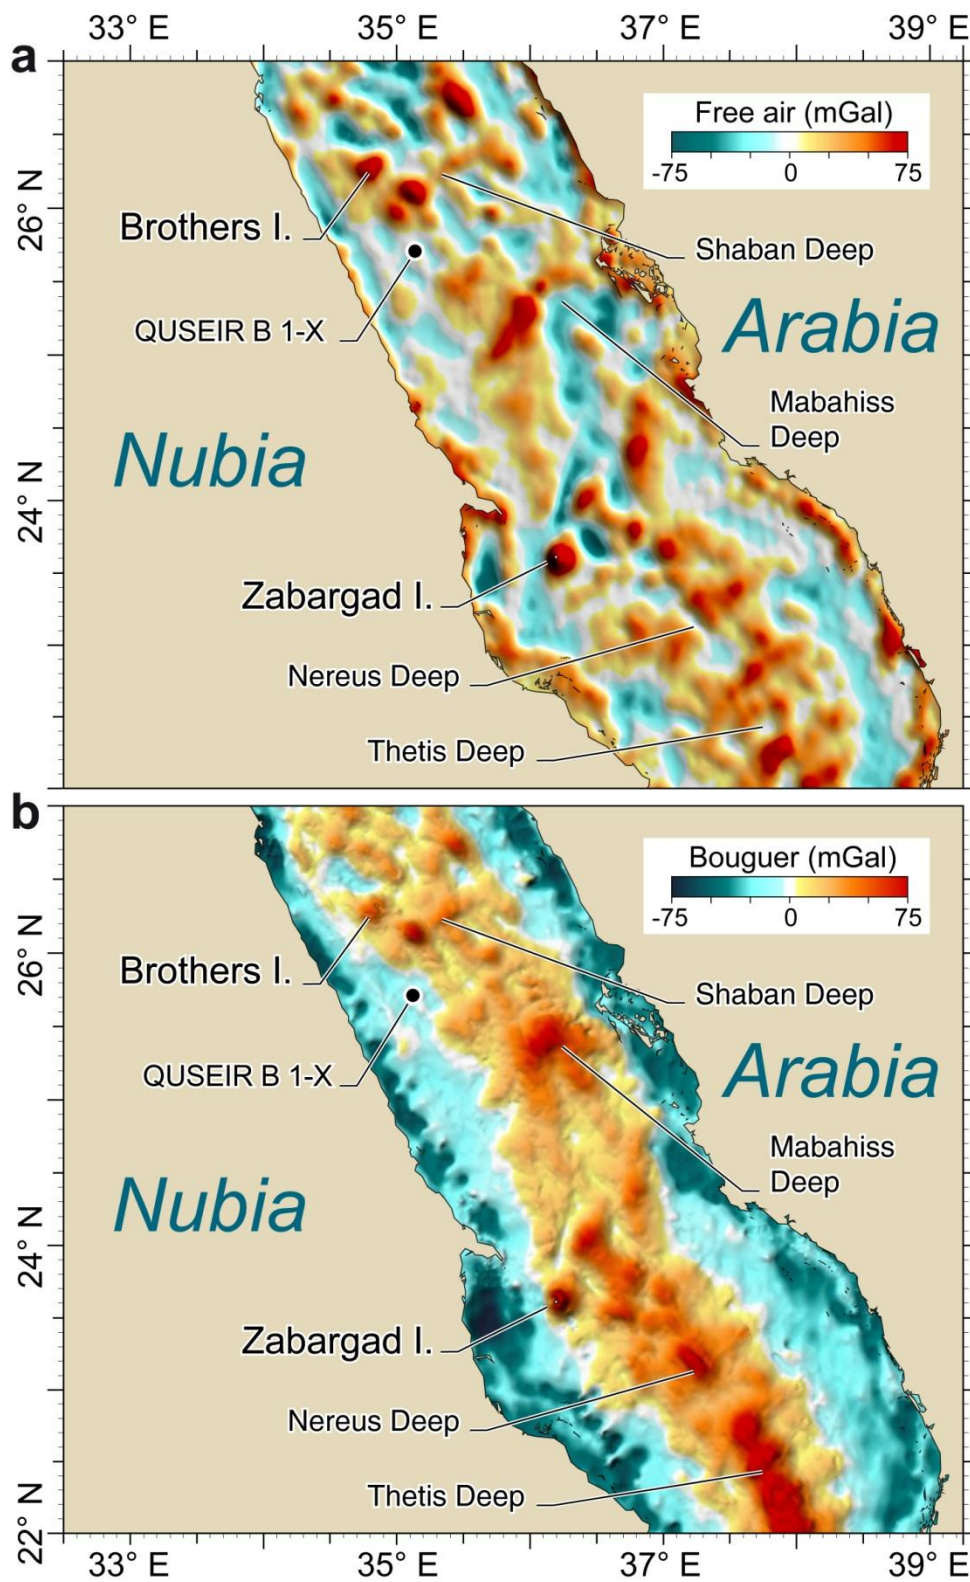 33° E 35° E 37° E 39° E
a
Free air (mGal)
-75 0 75
26° N
Brothers I.
Shaban Deep
QUSEIR B 1-X
Arabia
Mabahiss
Deep
Nubia
24° N
Zabargad I.
Nereus Deep
Thetis Deep
b
Bouguer (mGal)
-75 0 75
26° N
Brothers I.
Shaban Deep
QUSEIR B 1-X
Arabia
Mabahiss
Deep
Nubia
24° N
Zabargad I.
Nereus Deep
Thetis Deep
22° N
33° E 35° E 37° E 39° E